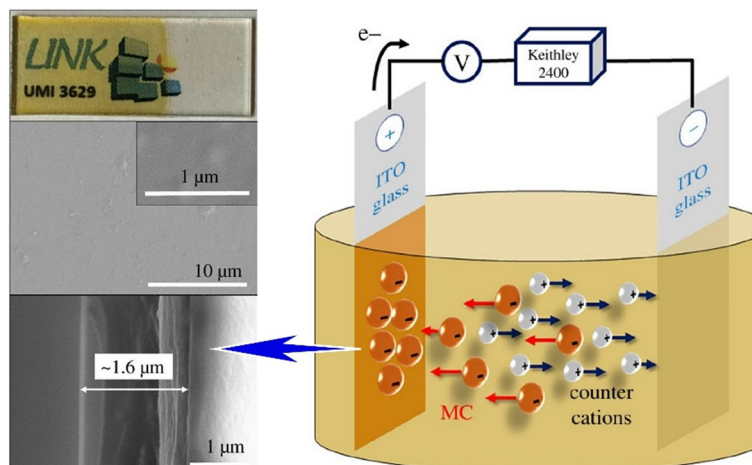 LINK
UMI 3629
1 μm
10 μm
~1.6 μm
1 μm
e−
V
Keithley
2400
+
−
ITO
glass
ITO
glass
MC
counter
cations